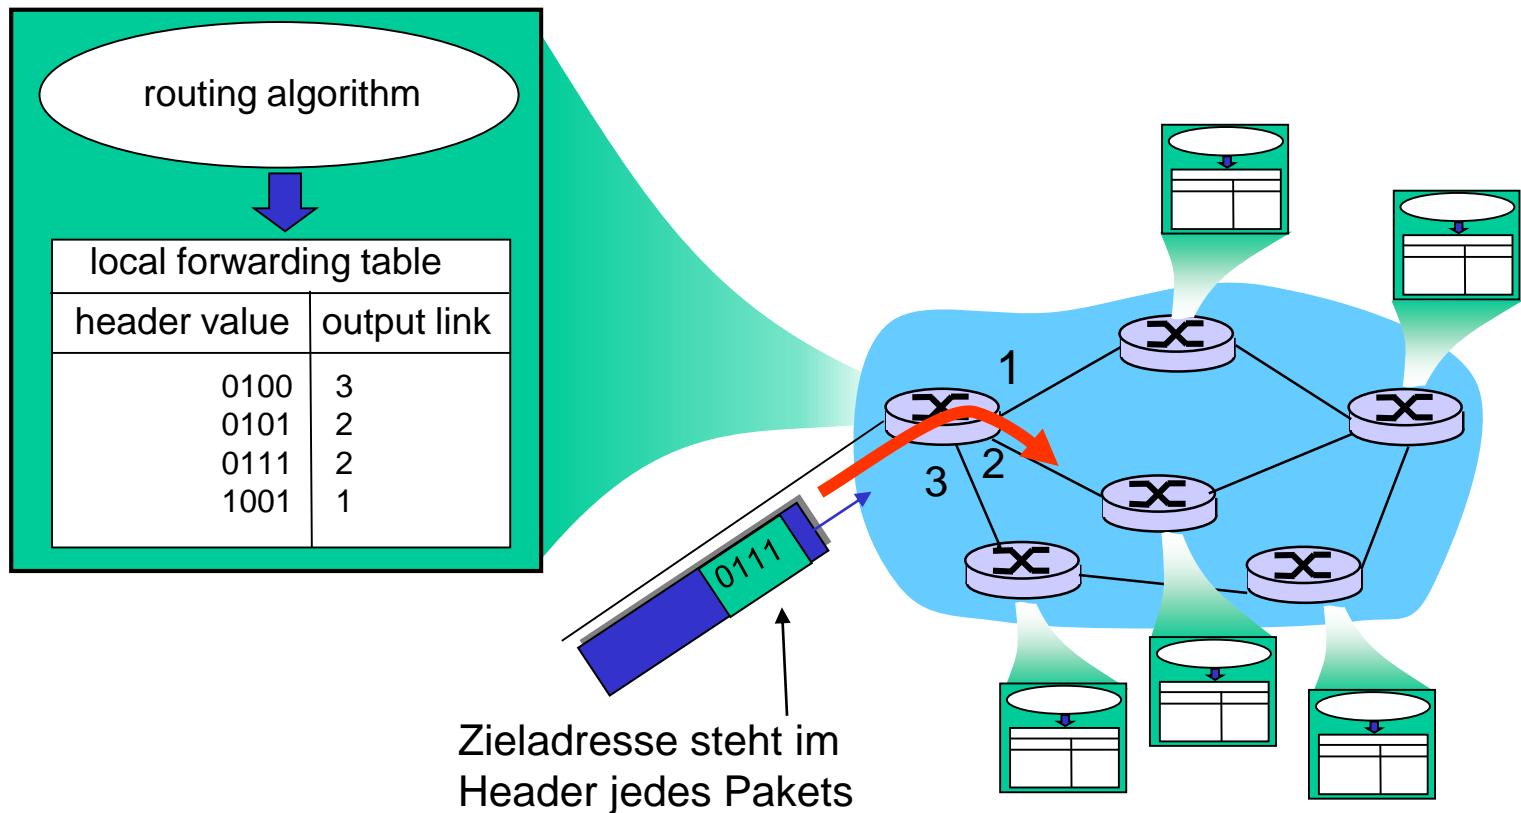 routing algorithm
local forwarding table
header value output link
0100 3
0101 2
0111 2
1001 1
1
2
3
0111
Zieladresse steht im
Header jedes Pakets